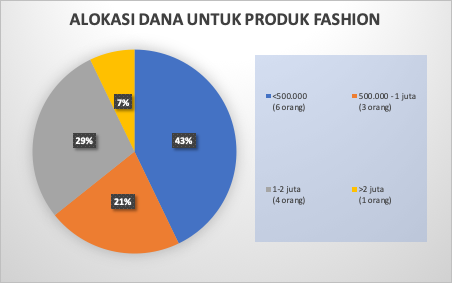 ALOKASI DANA UNTUK PRODUK FASHION
43%
21%
29%
7%
<500.000
(6 orang)
500.000 - 1 juta
(3 orang)
1-2 juta
(4 orang)
>2 juta
(1 orang)